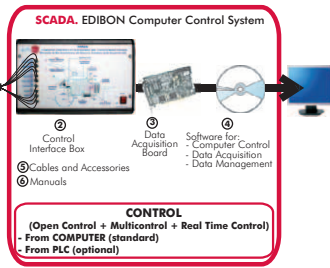 SCADA. EDIBON Computer Control System
②
Control
Interface Box
③
Data
Acquisition
Board
④
Software for:
- Computer Control
- Data Acquisition
- Data Management
⑤Cables and Accessories
⑥Manuals
CONTROL
(Open Control + Multicontrol + Real Time Control)
- From COMPUTER (standard)
- From PLC (optional)